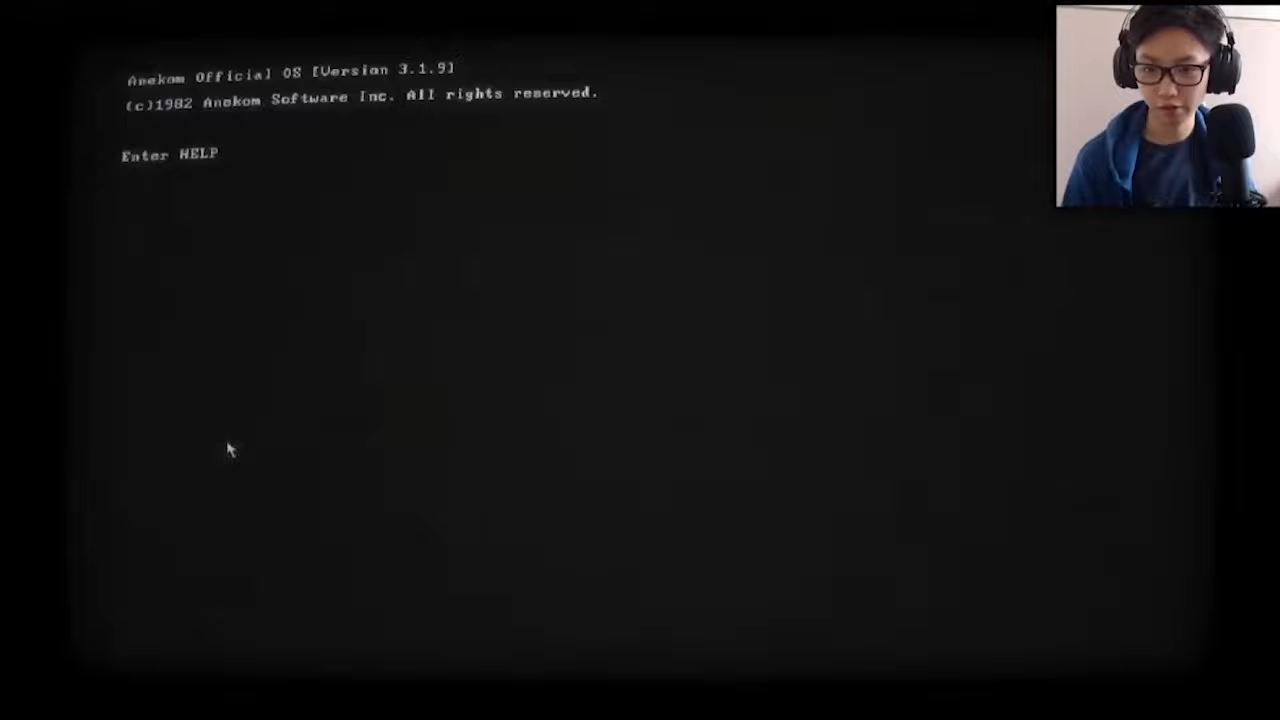 Anekom Official OS [Version 3.1.9]
(c)1982 Anekom Software Inc. All rights reserved.
Enter HELP